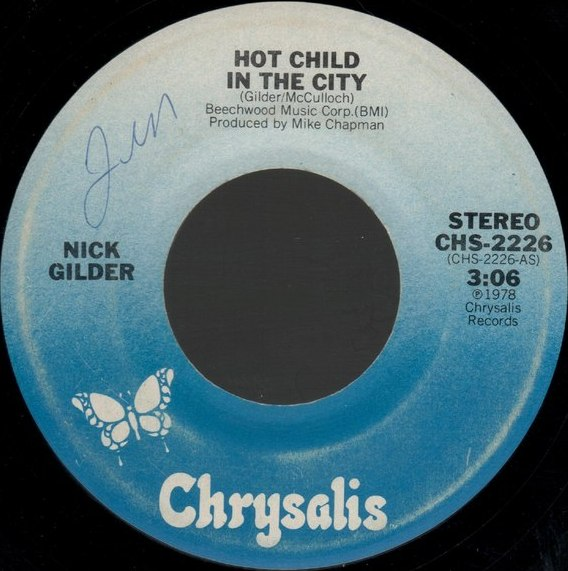 HOT CHILD
IN THE CITY
(Gilder/McCulloch)
Beechwood Music Corp.(BMI)
Produced by Mike Chapman
NICK
GILDER
STEREO
CHS-2226
(CHS-2226-AS)
3:06
℗1978
Chrysalis
Records
Chrysalis